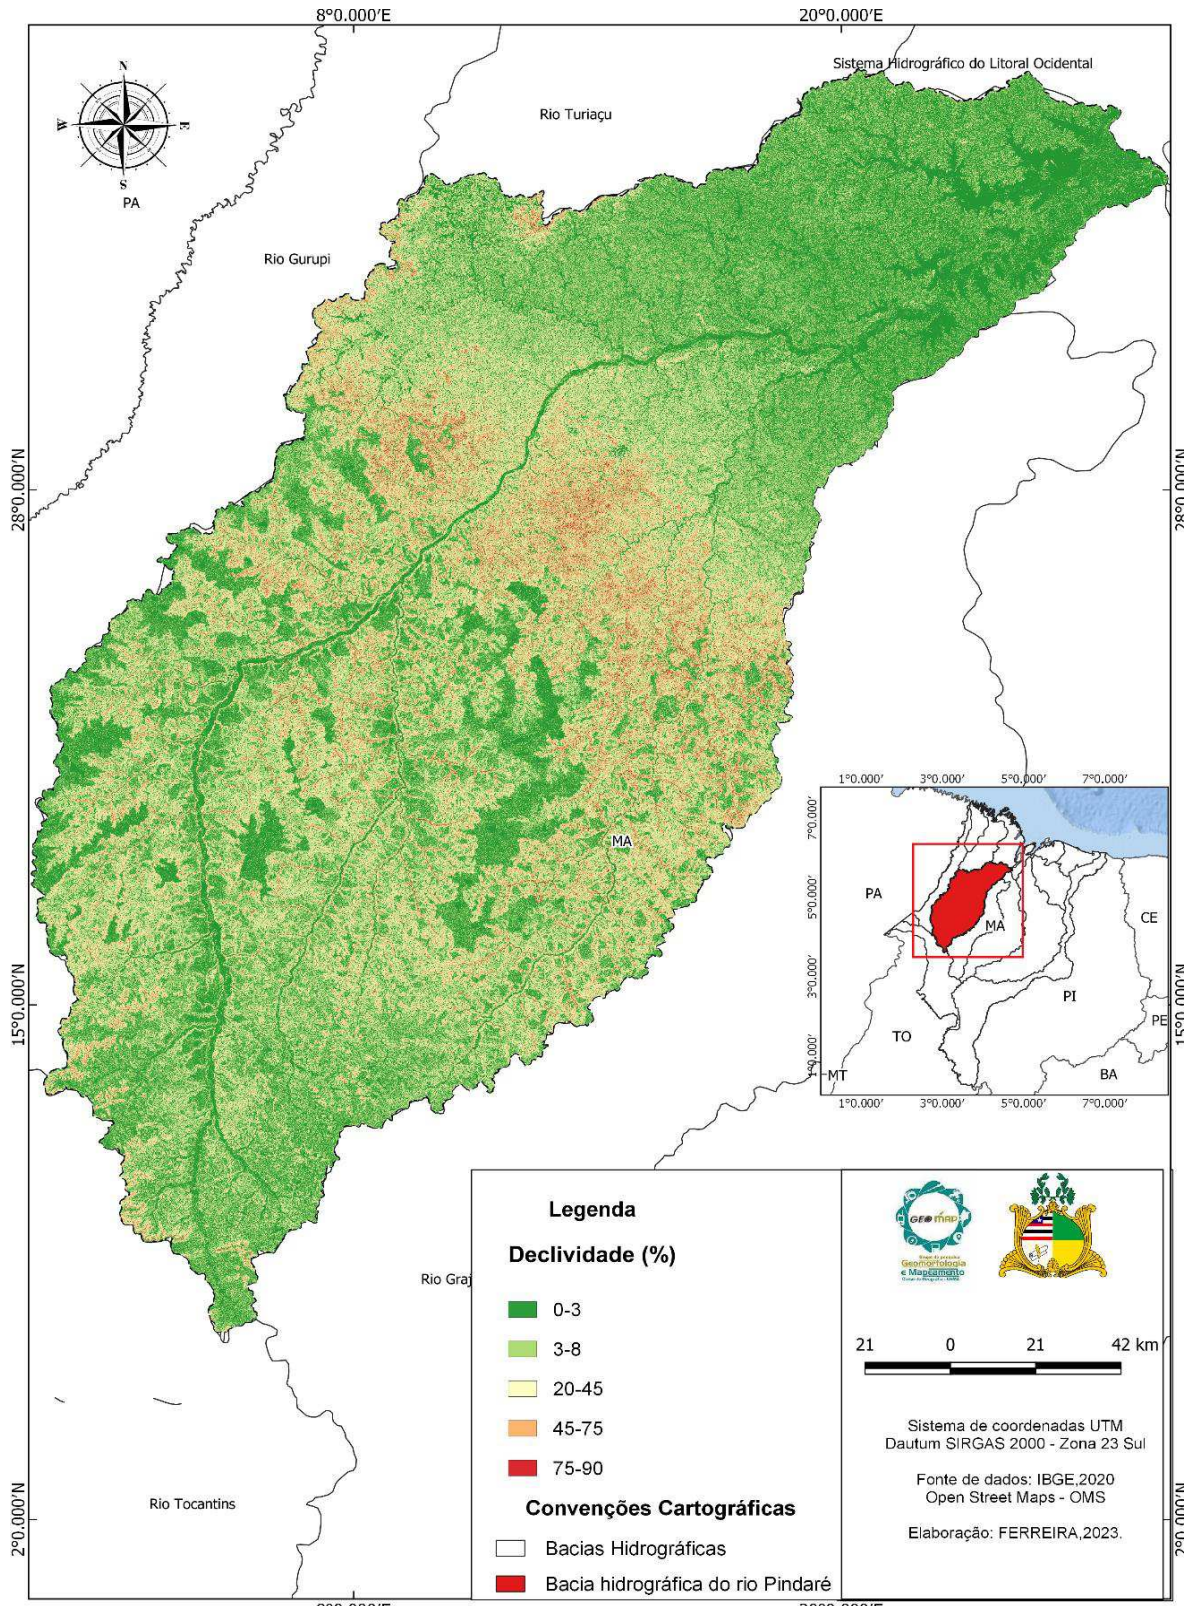 8°0.000'E
20°0.000'E
Sistema Hidrográfico do Litoral Ocidental
N
W
E
S
PA
Rio Turiaçu
Rio Gurupi
28°0.000'N
28°0.000'N
MA
15°0.000'N
15°0.000'N
1°0.000'
3°0.000'
5°0.000'
7°0.000'
7°0.000'
5°0.000'
3°0.000'
1°0.000'
PA
MA
CE
PI
PE
TO
MT
BA
1°0.000'
3°0.000'
5°0.000'
7°0.000'
Rio Graj
Rio Tocantins
2°0.000'N
2°0.000'N
Legenda
Declividade (%)
0-3
3-8
20-45
45-75
75-90
Convenções Cartográficas
Bacias Hidrográficas
Bacia hidrográfica do rio Pindaré
GEOMAP
Geomorfologia
e Mapeamento
21 0 21 42 km
Sistema de coordenadas UTM
Dautum SIRGAS 2000 - Zona 23 Sul
Fonte de dados: IBGE,2020
Open Street Maps - OMS
Elaboração: FERREIRA,2023.